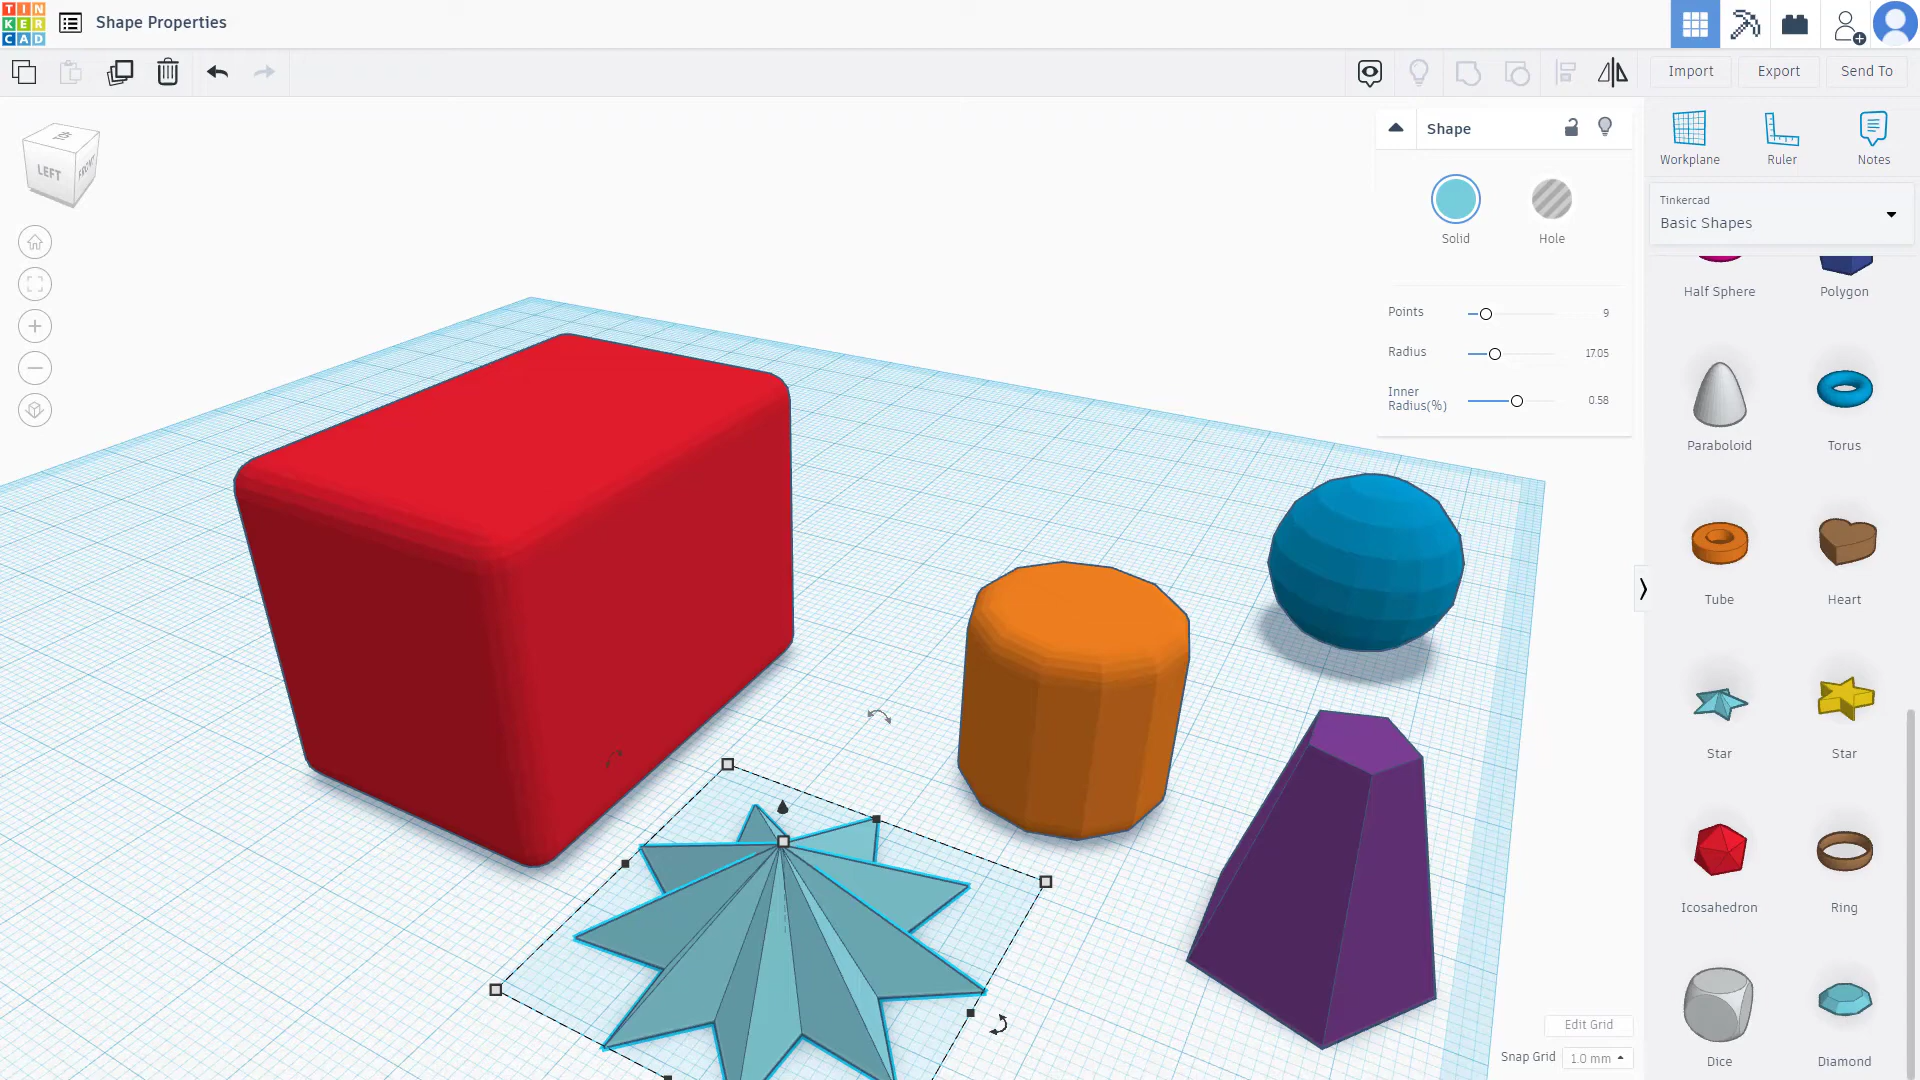 TIN
KER
CAD
Shape Properties
Import
Export
Send To
LEFT
FRONT
Shape
Solid
Hole
Points
9
Radius
17.05
Inner
Radius(%)
0.58
Workplane
Ruler
Notes
Tinkercad
Basic Shapes
Half Sphere
Polygon
Paraboloid
Torus
Tube
Heart
Star
Star
Icosahedron
Ring
Dice
Diamond
Edit Grid
Snap Grid
1.0 mm